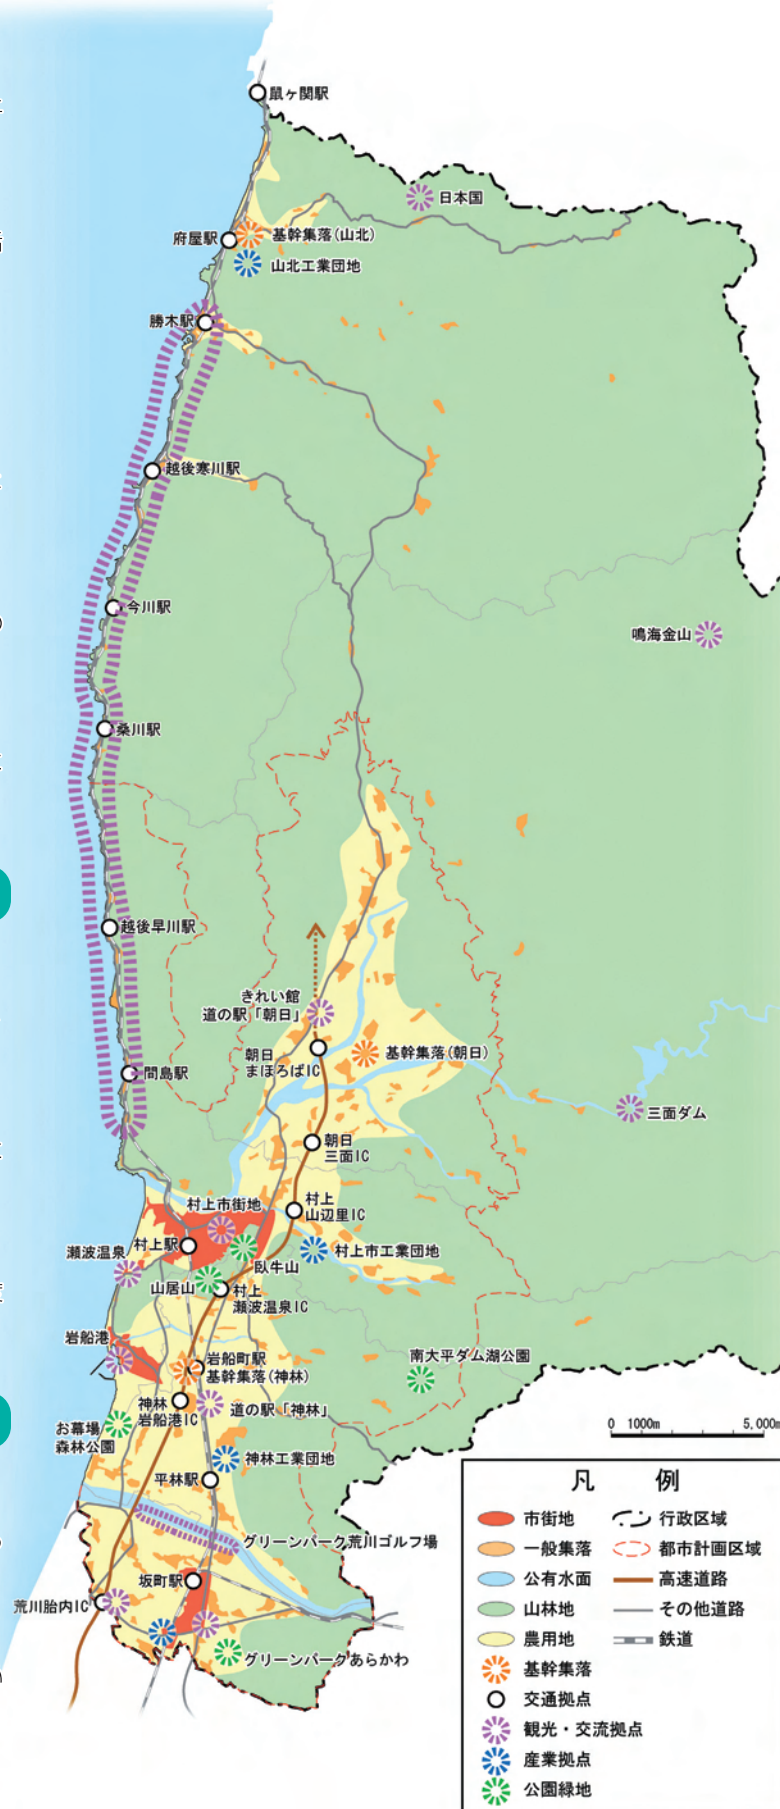 鼠ヶ関駅
日本国
府屋駅
基幹集落(山北)
山北工業団地
勝木駅
越後寒川駅
今川駅
鳴海金山
桑川駅
越後早川駅
きれい館
道の駅「朝日」
朝日
まほろばIC
基幹集落(朝日)
間島駅
三面ダム
朝日
三面IC
村上市街地
村上
山辺里IC
瀬波温泉
村上駅
村上市工業団地
臥牛山
山居山
村上
瀬波温泉IC
岩船港
岩船町駅
基幹集落(神林)
南大平ダム湖公園
神林
岩船港IC
道の駅「神林」
お幕場
森林公園
神林工業団地
平林駅
グリーンパーク荒川ゴルフ場
坂町駅
荒川胎内IC
グリーンパークあらかわ
0 1000m 5,000m
凡 例
市街地
行政区域
一般集落
都市計画区域
公有水面
高速道路
山林地
その他道路
農用地
鉄道
基幹集落
交通拠点
観光・交流拠点
産業拠点
公園緑地